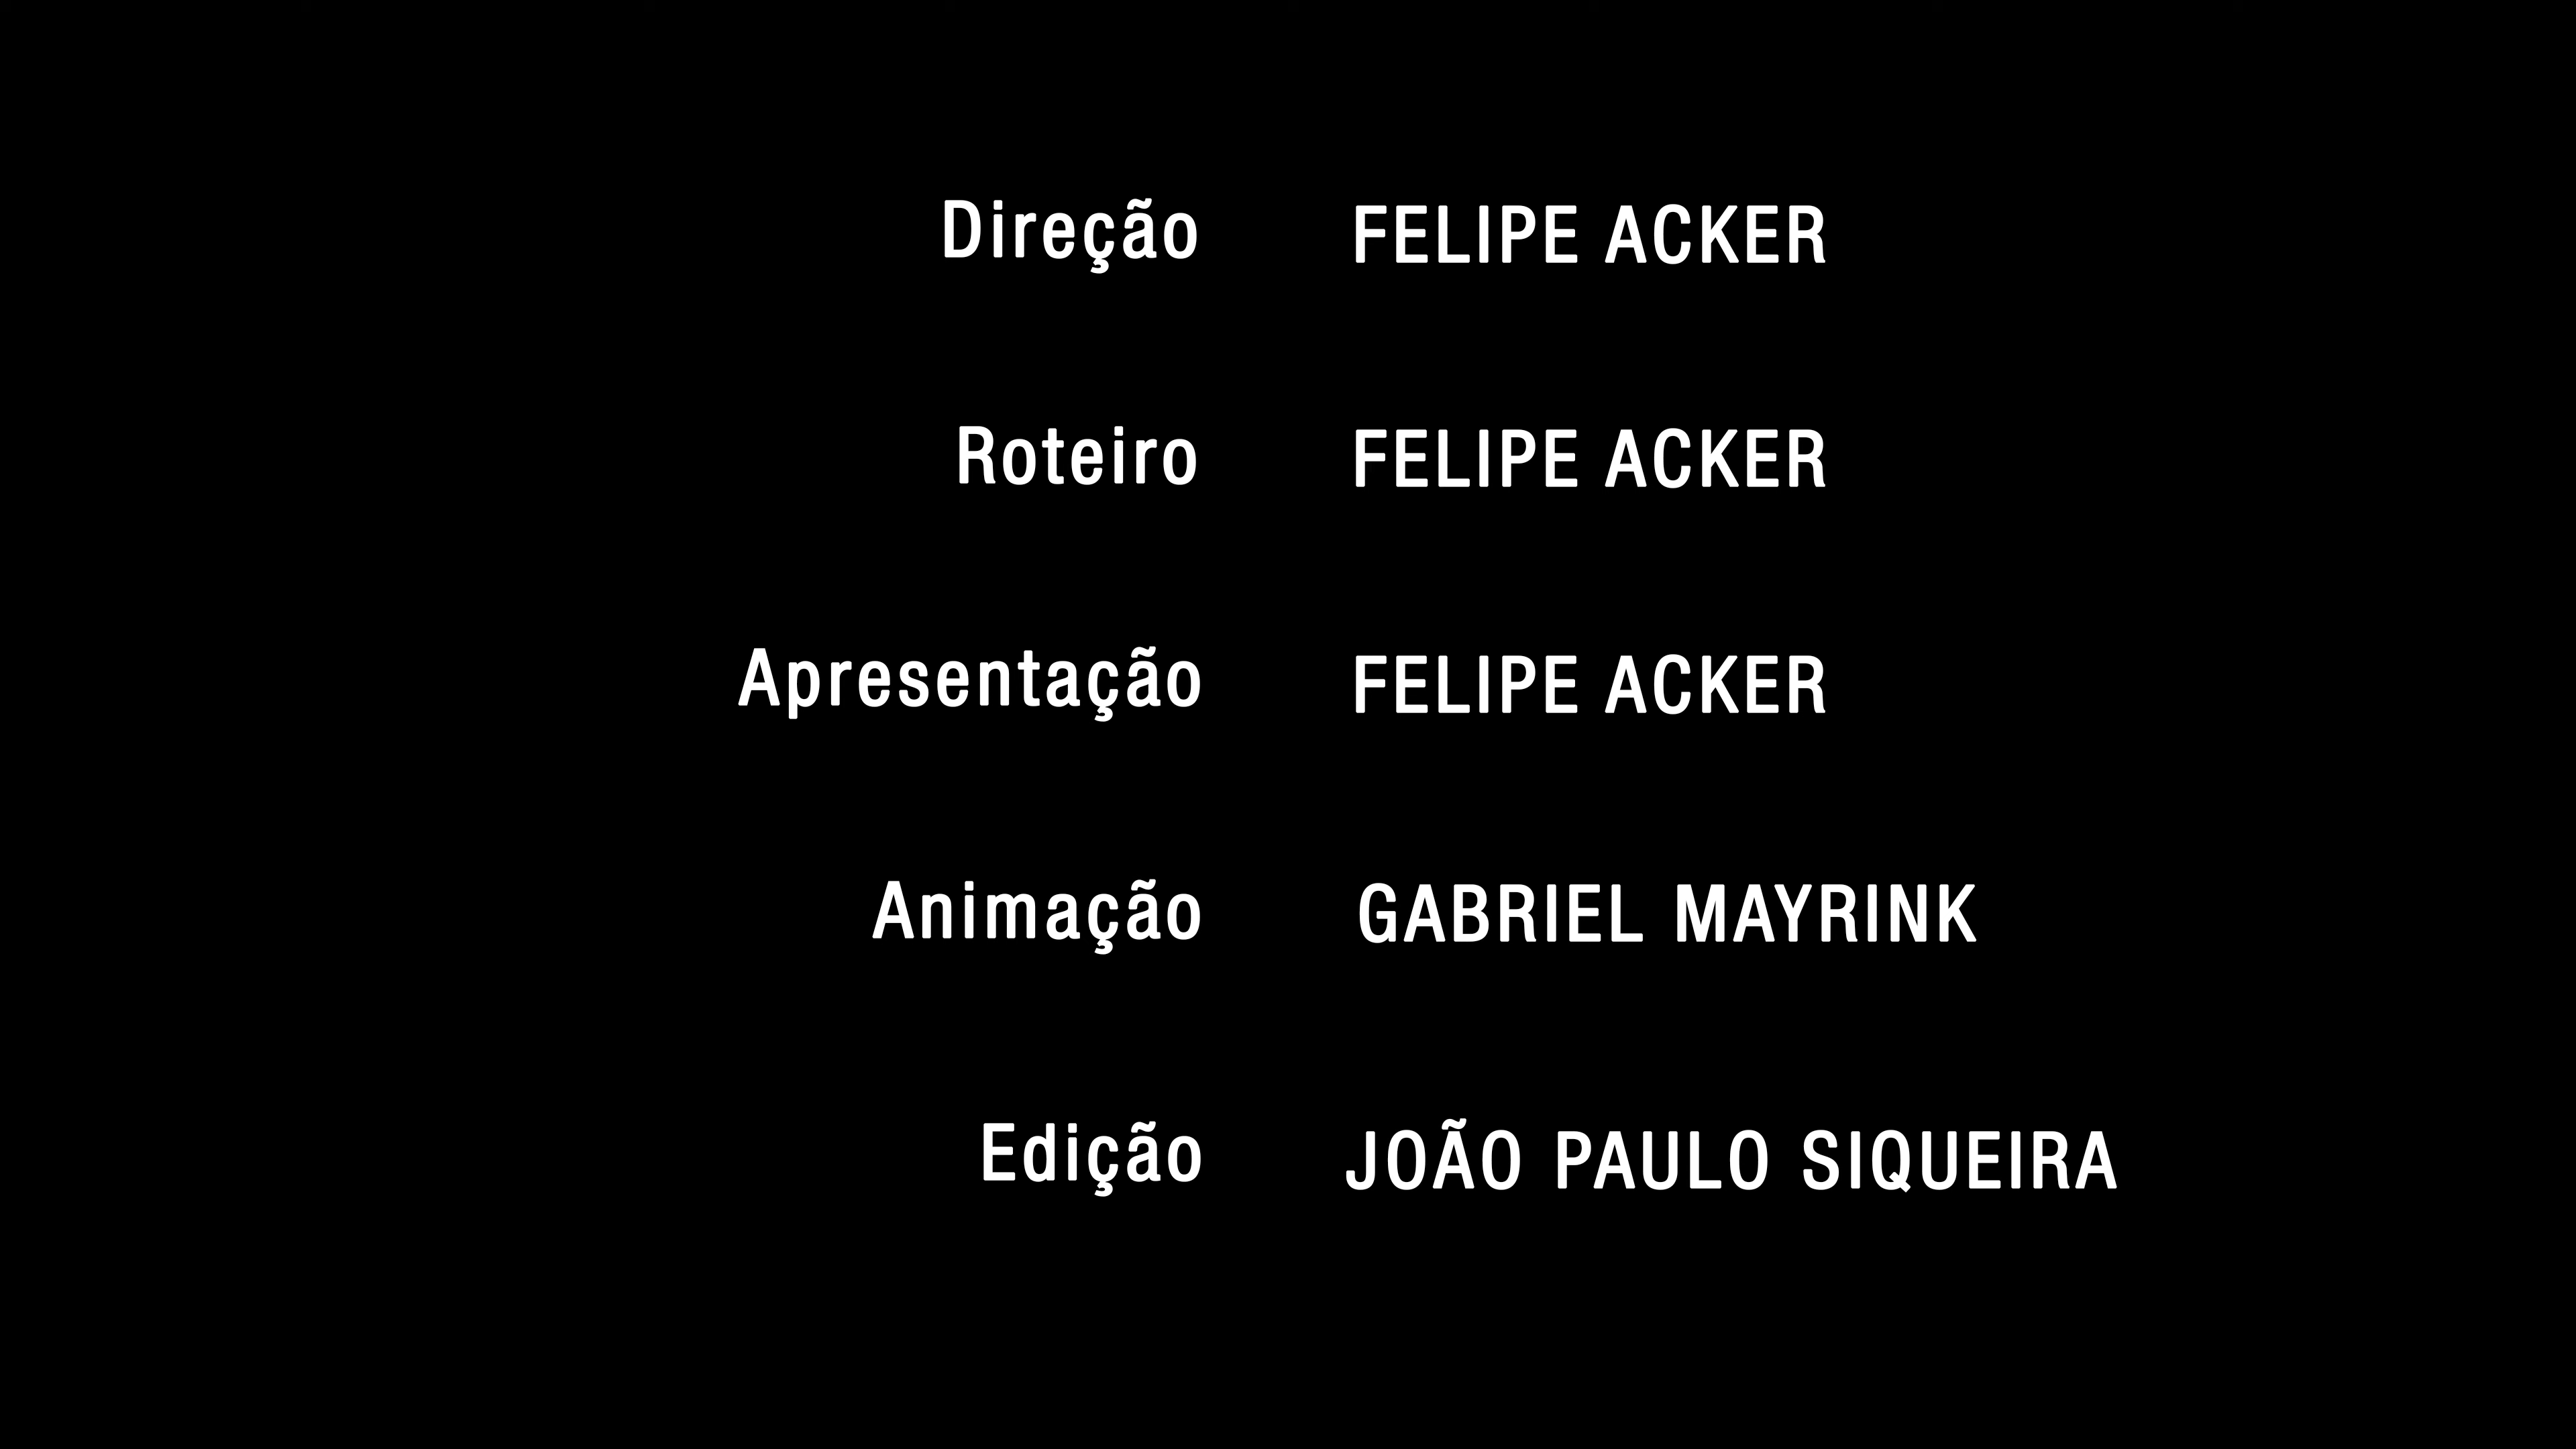 Direção FELIPE ACKER
Roteiro FELIPE ACKER
Apresentação FELIPE ACKER
Animação GABRIEL MAYRINK
Edição JOÃO PAULO SIQUEIRA